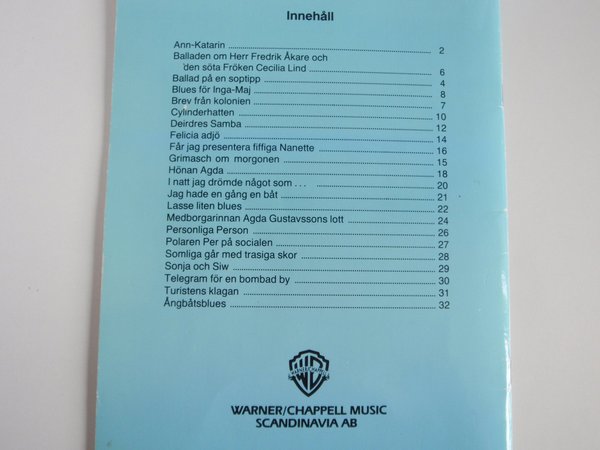 Innehåll
Ann-Katarin ........ 2
Balladen om Herr Fredrik Åkare och
den söta Fröken Cecilia Lind ........ 6
Ballad på en soptipp ........ 4
Blues för Inga-Maj ........ 8
Brev från kolonien ........ 7
Cylinderhatten ........ 10
Deirdres Samba ........ 12
Felicia adjö ........ 14
Får jag presentera fiffiga Nanette ........ 16
Grimasch om morgonen ........ 15
Hönan Agda ........ 18
I natt jag drömde något som . . . ........ 20
Jag hade en gång en båt ........ 21
Lasse liten blues ........ 22
Medborgarinnan Agda Gustavssons lott ........ 24
Personliga Person ........ 26
Polaren Per på socialen ........ 27
Somliga går med trasiga skor ........ 28
Sonja och Siw ........ 29
Telegram för en bombad by ........ 30
Turistens klagan ........ 31
Ångbåtsblues ........ 32
WARNER/CHAPPELL MUSIC
SCANDINAVIA AB